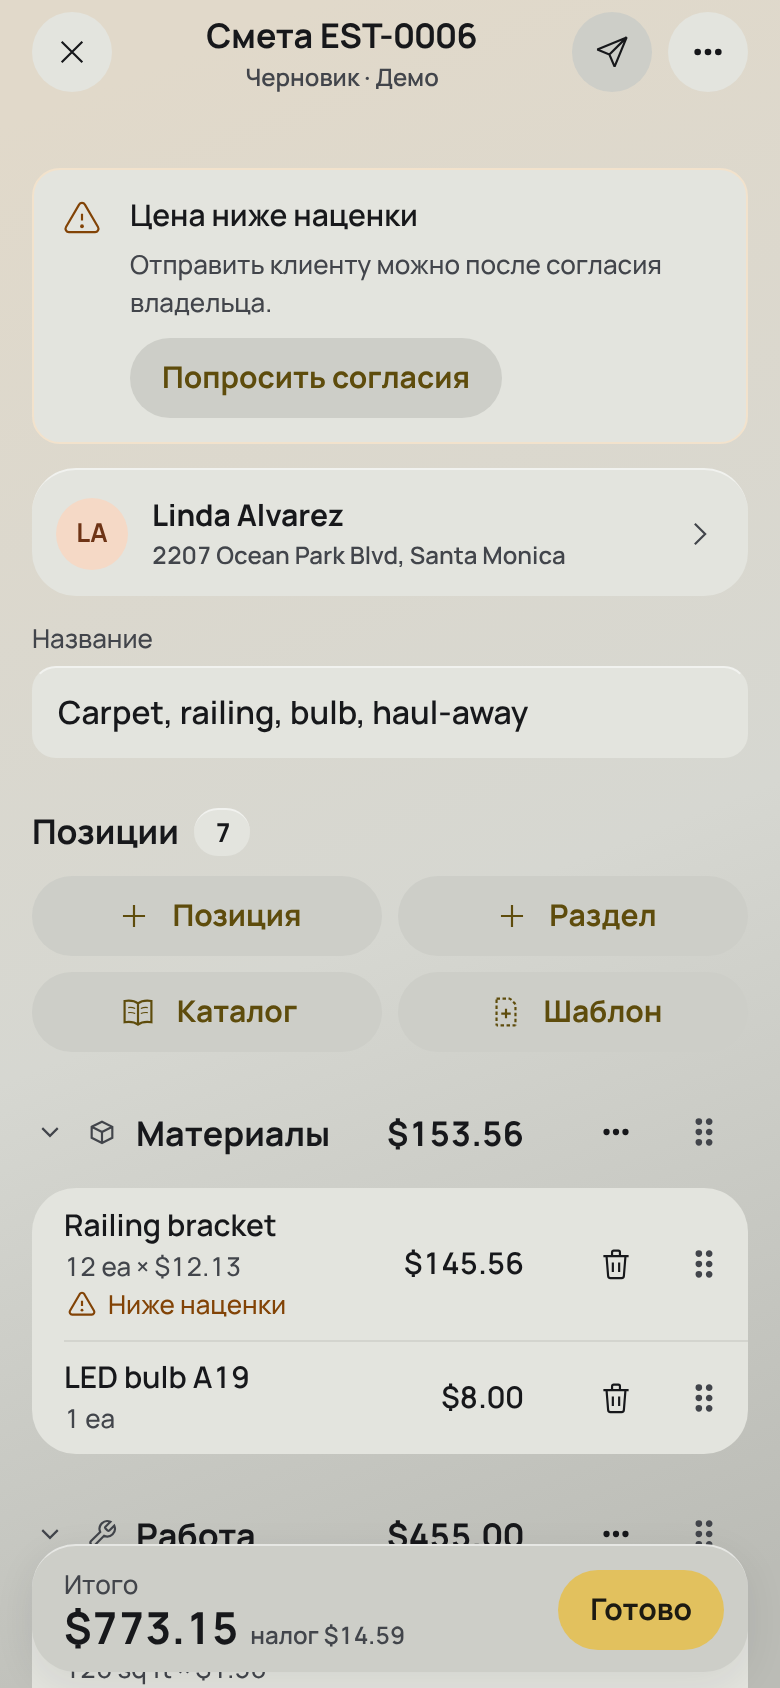 Смета EST-0006
Черновик · Демо
Цена ниже наценки
Отправить клиенту можно после согласия
владельца.
Попросить согласия
LA
Linda Alvarez
2207 Ocean Park Blvd, Santa Monica
Название
Carpet, railing, bulb, haul-away
Позиции 7
Позиция
Раздел
Каталог
Шаблон
Материалы $153.56
Railing bracket
12 ea × $12.13
$145.56
Ниже наценки
LED bulb A19
1 ea
$8.00
Работа $455.00
Итого
$773.15 налог $14.59
Готово